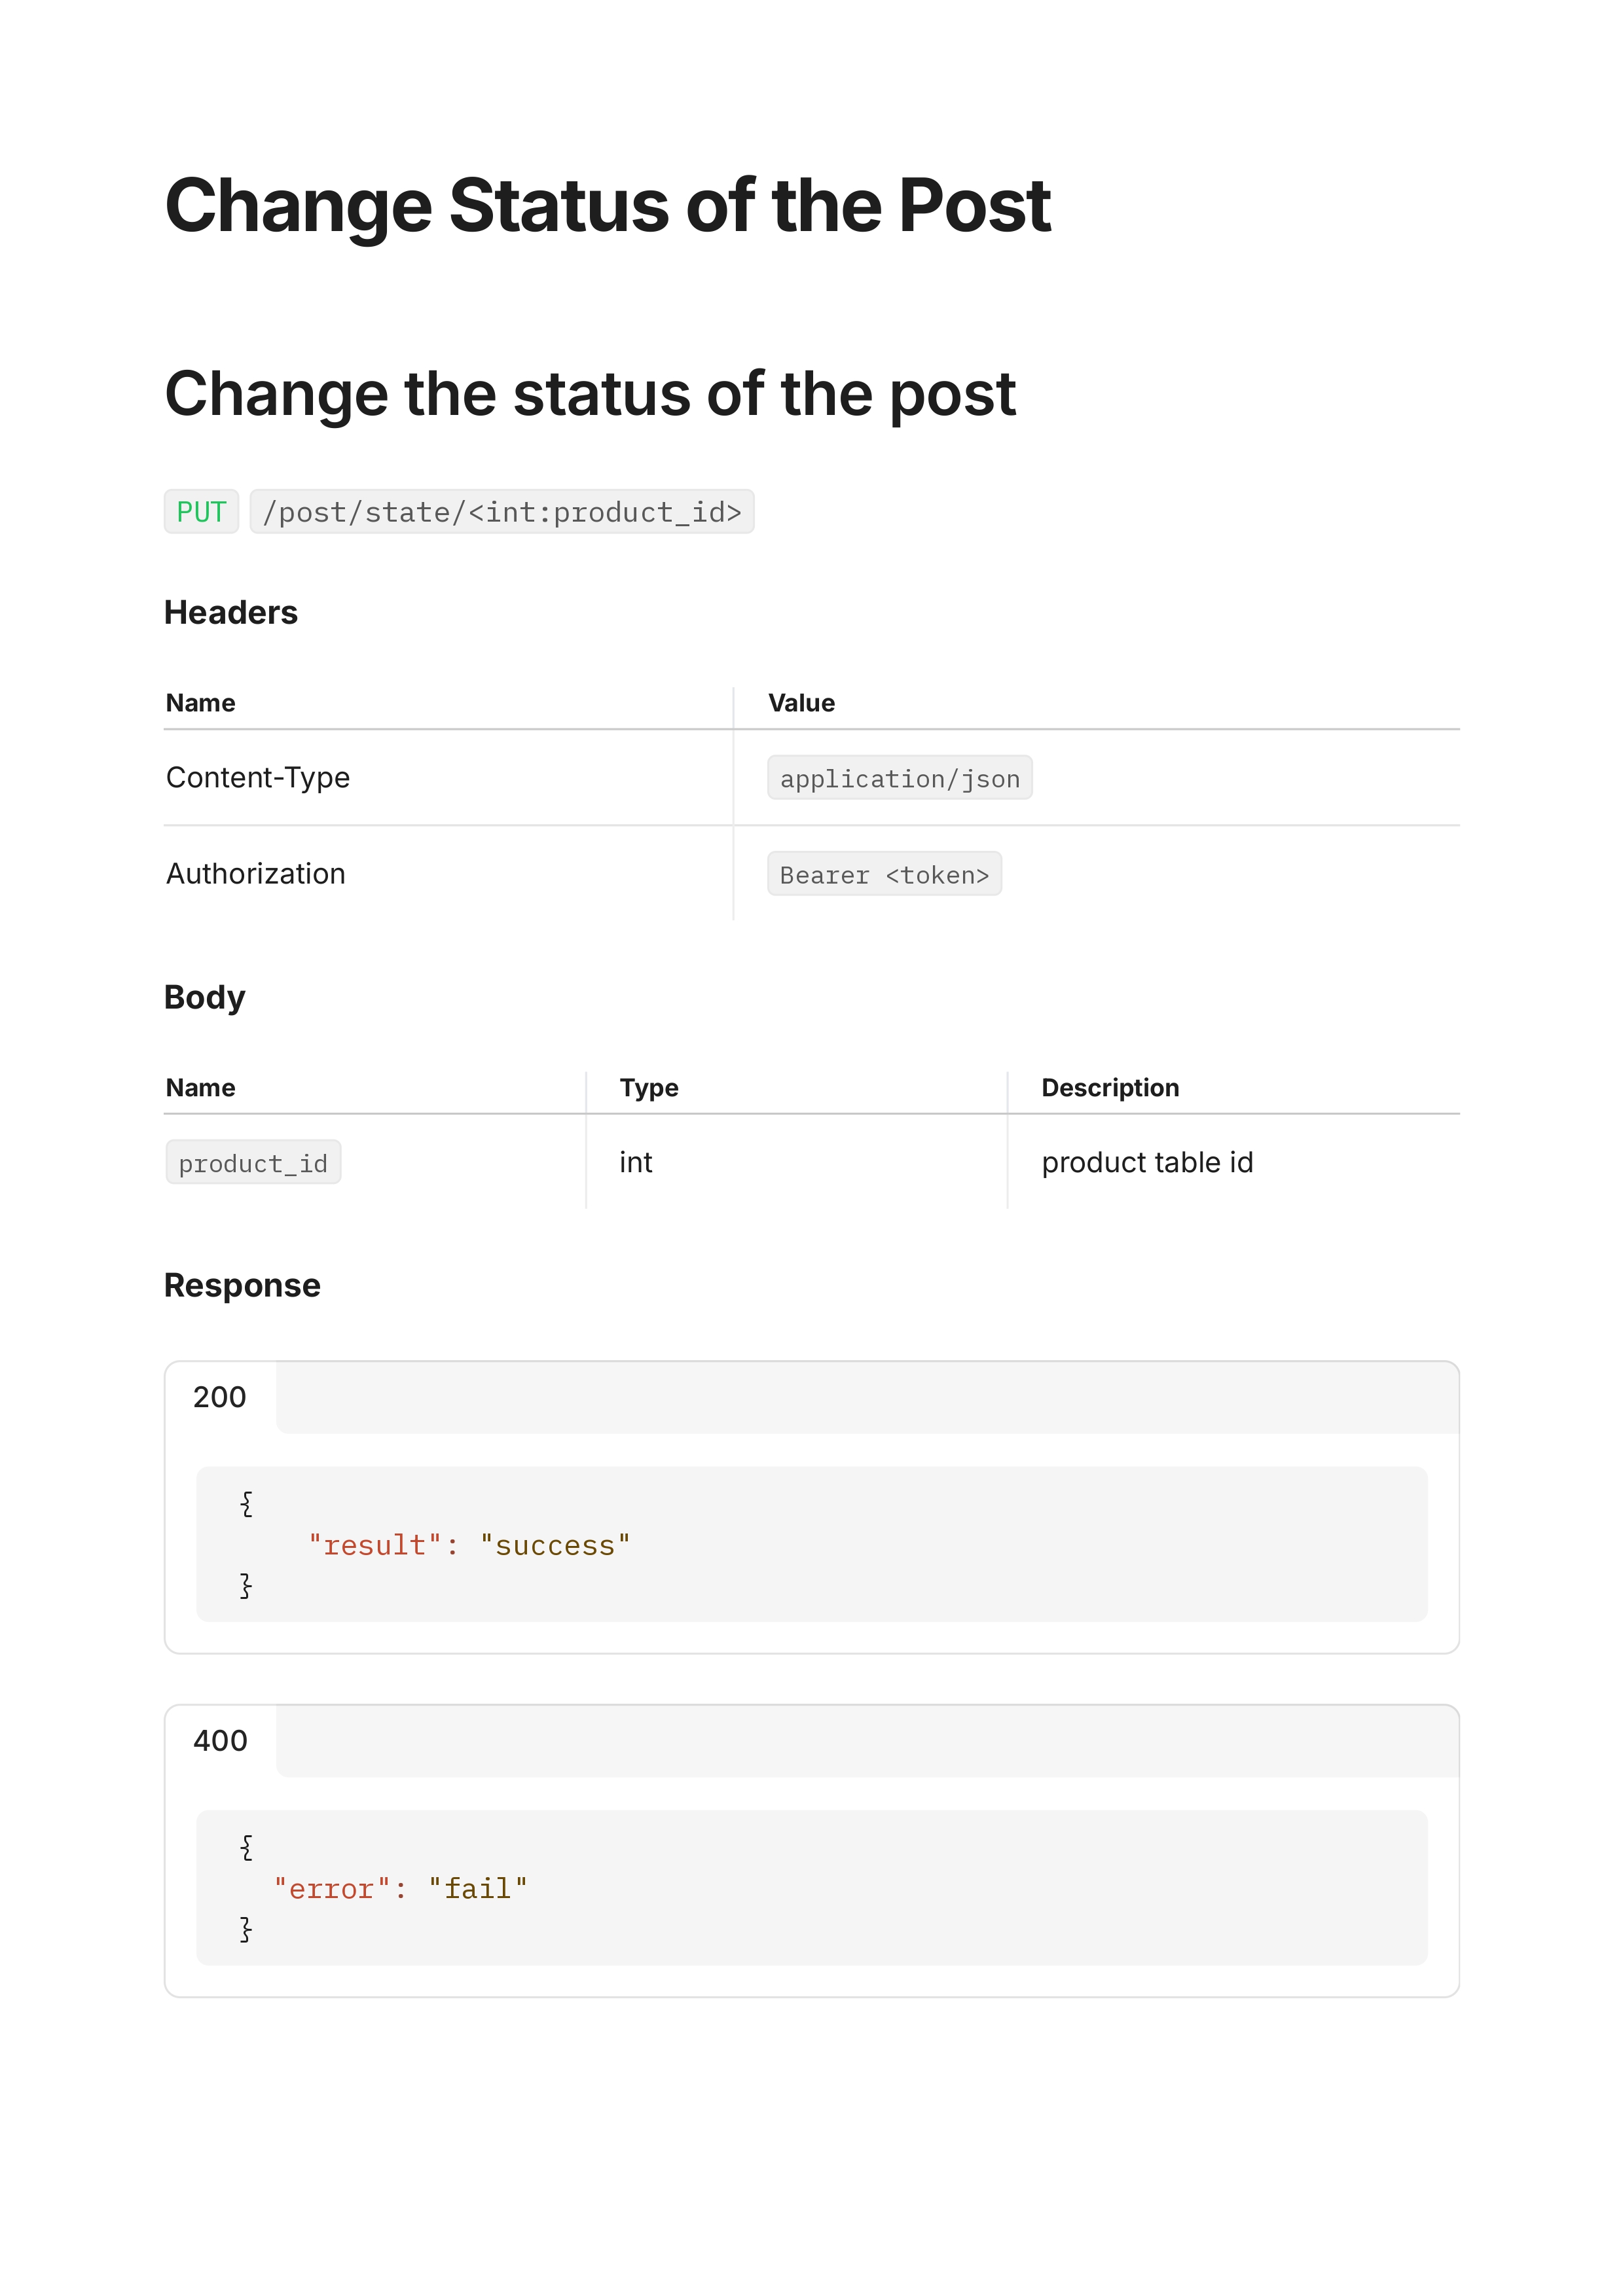 Change Status of the Post
Change the status of the post
PUT /post/state/<int:product_id>
Headers
Name Value
Content-Type application/json
Authorization Bearer <token>
Body
Name Type Description
product_id int product table id
Response
200
{
    "result": "success"
}
400
{
  "error": "fail"
}